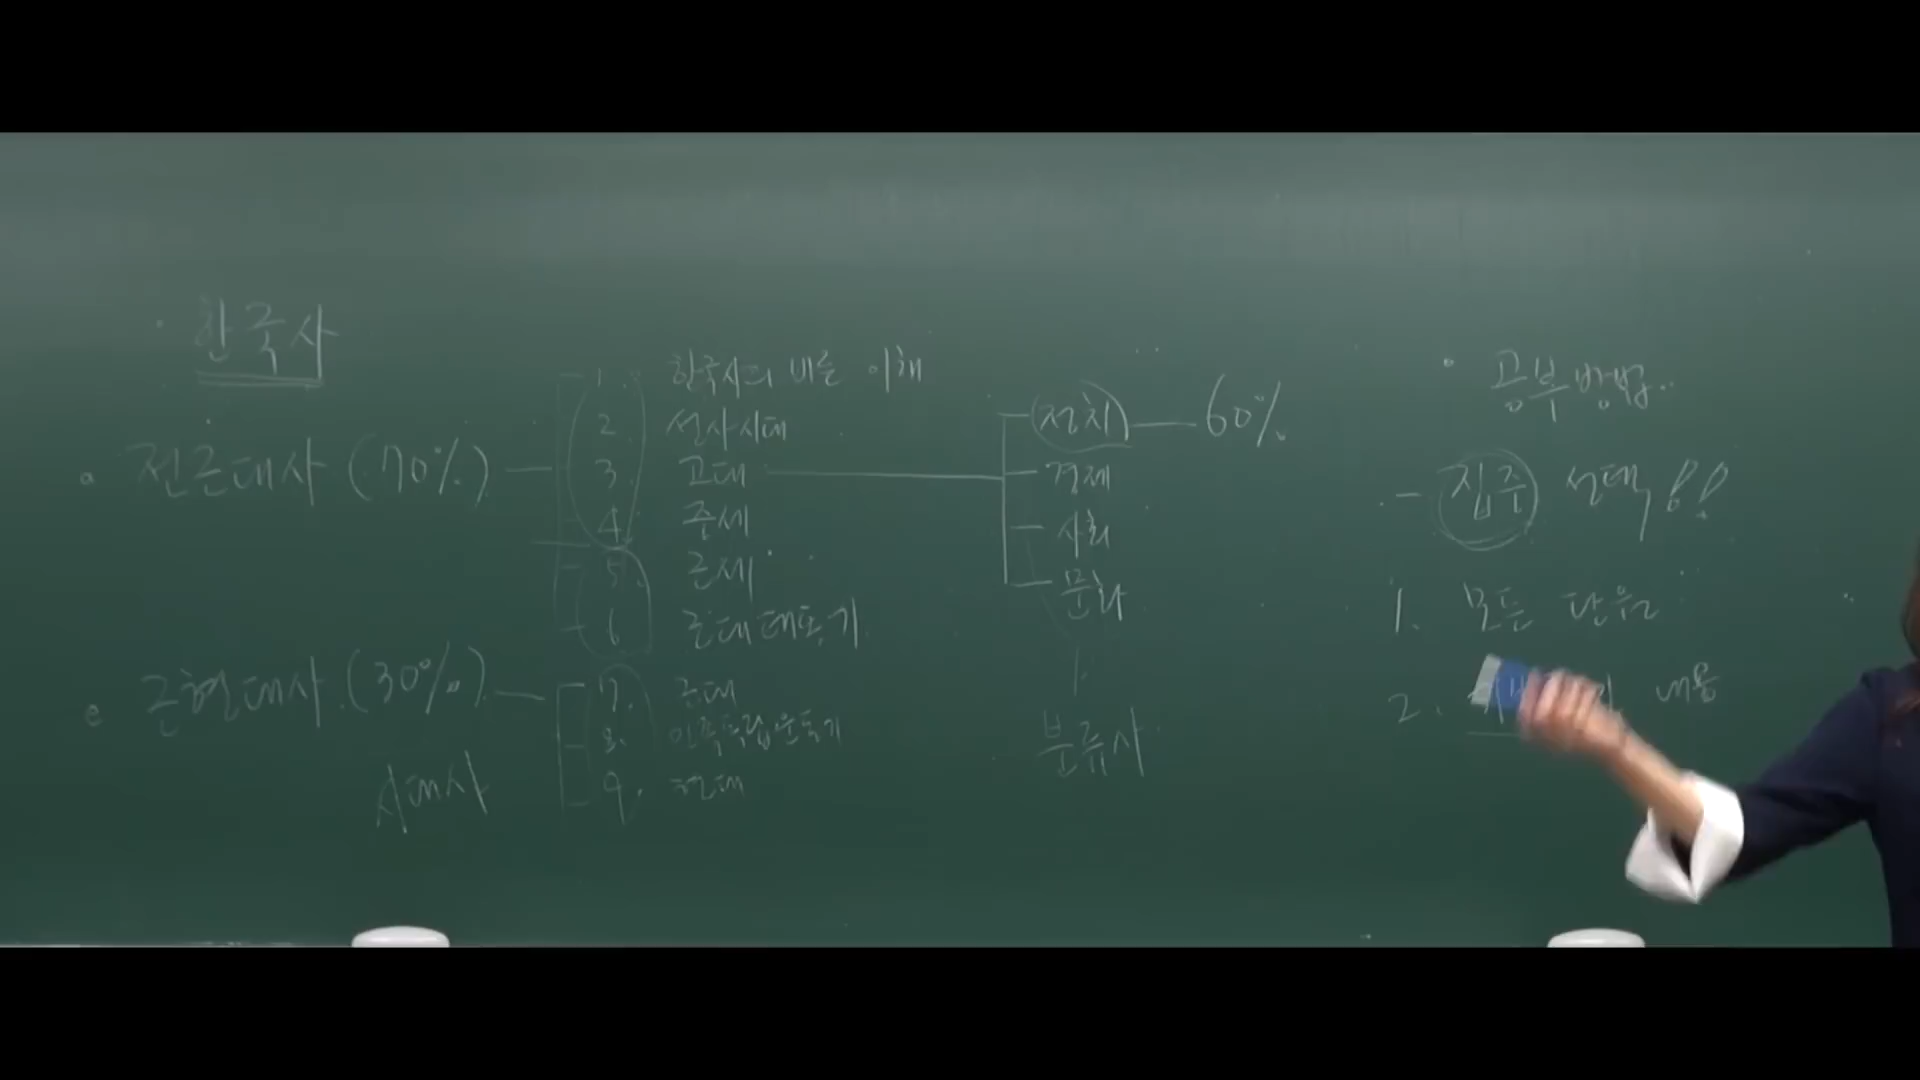 한국사
전근대사 (70%)
1. 한국사의 바른 이해
2. 선사시대
3. 고대
4. 중세
5. 근세
6. 근대태동기
근현대사 (30%)
7. 근대
8. 민족독립운동기
9. 현대
시대사
정치 — 60%
경제
사회
문화
분류사
공부방법
- 집중 선택!!
1. 모든 단원
2. 내용